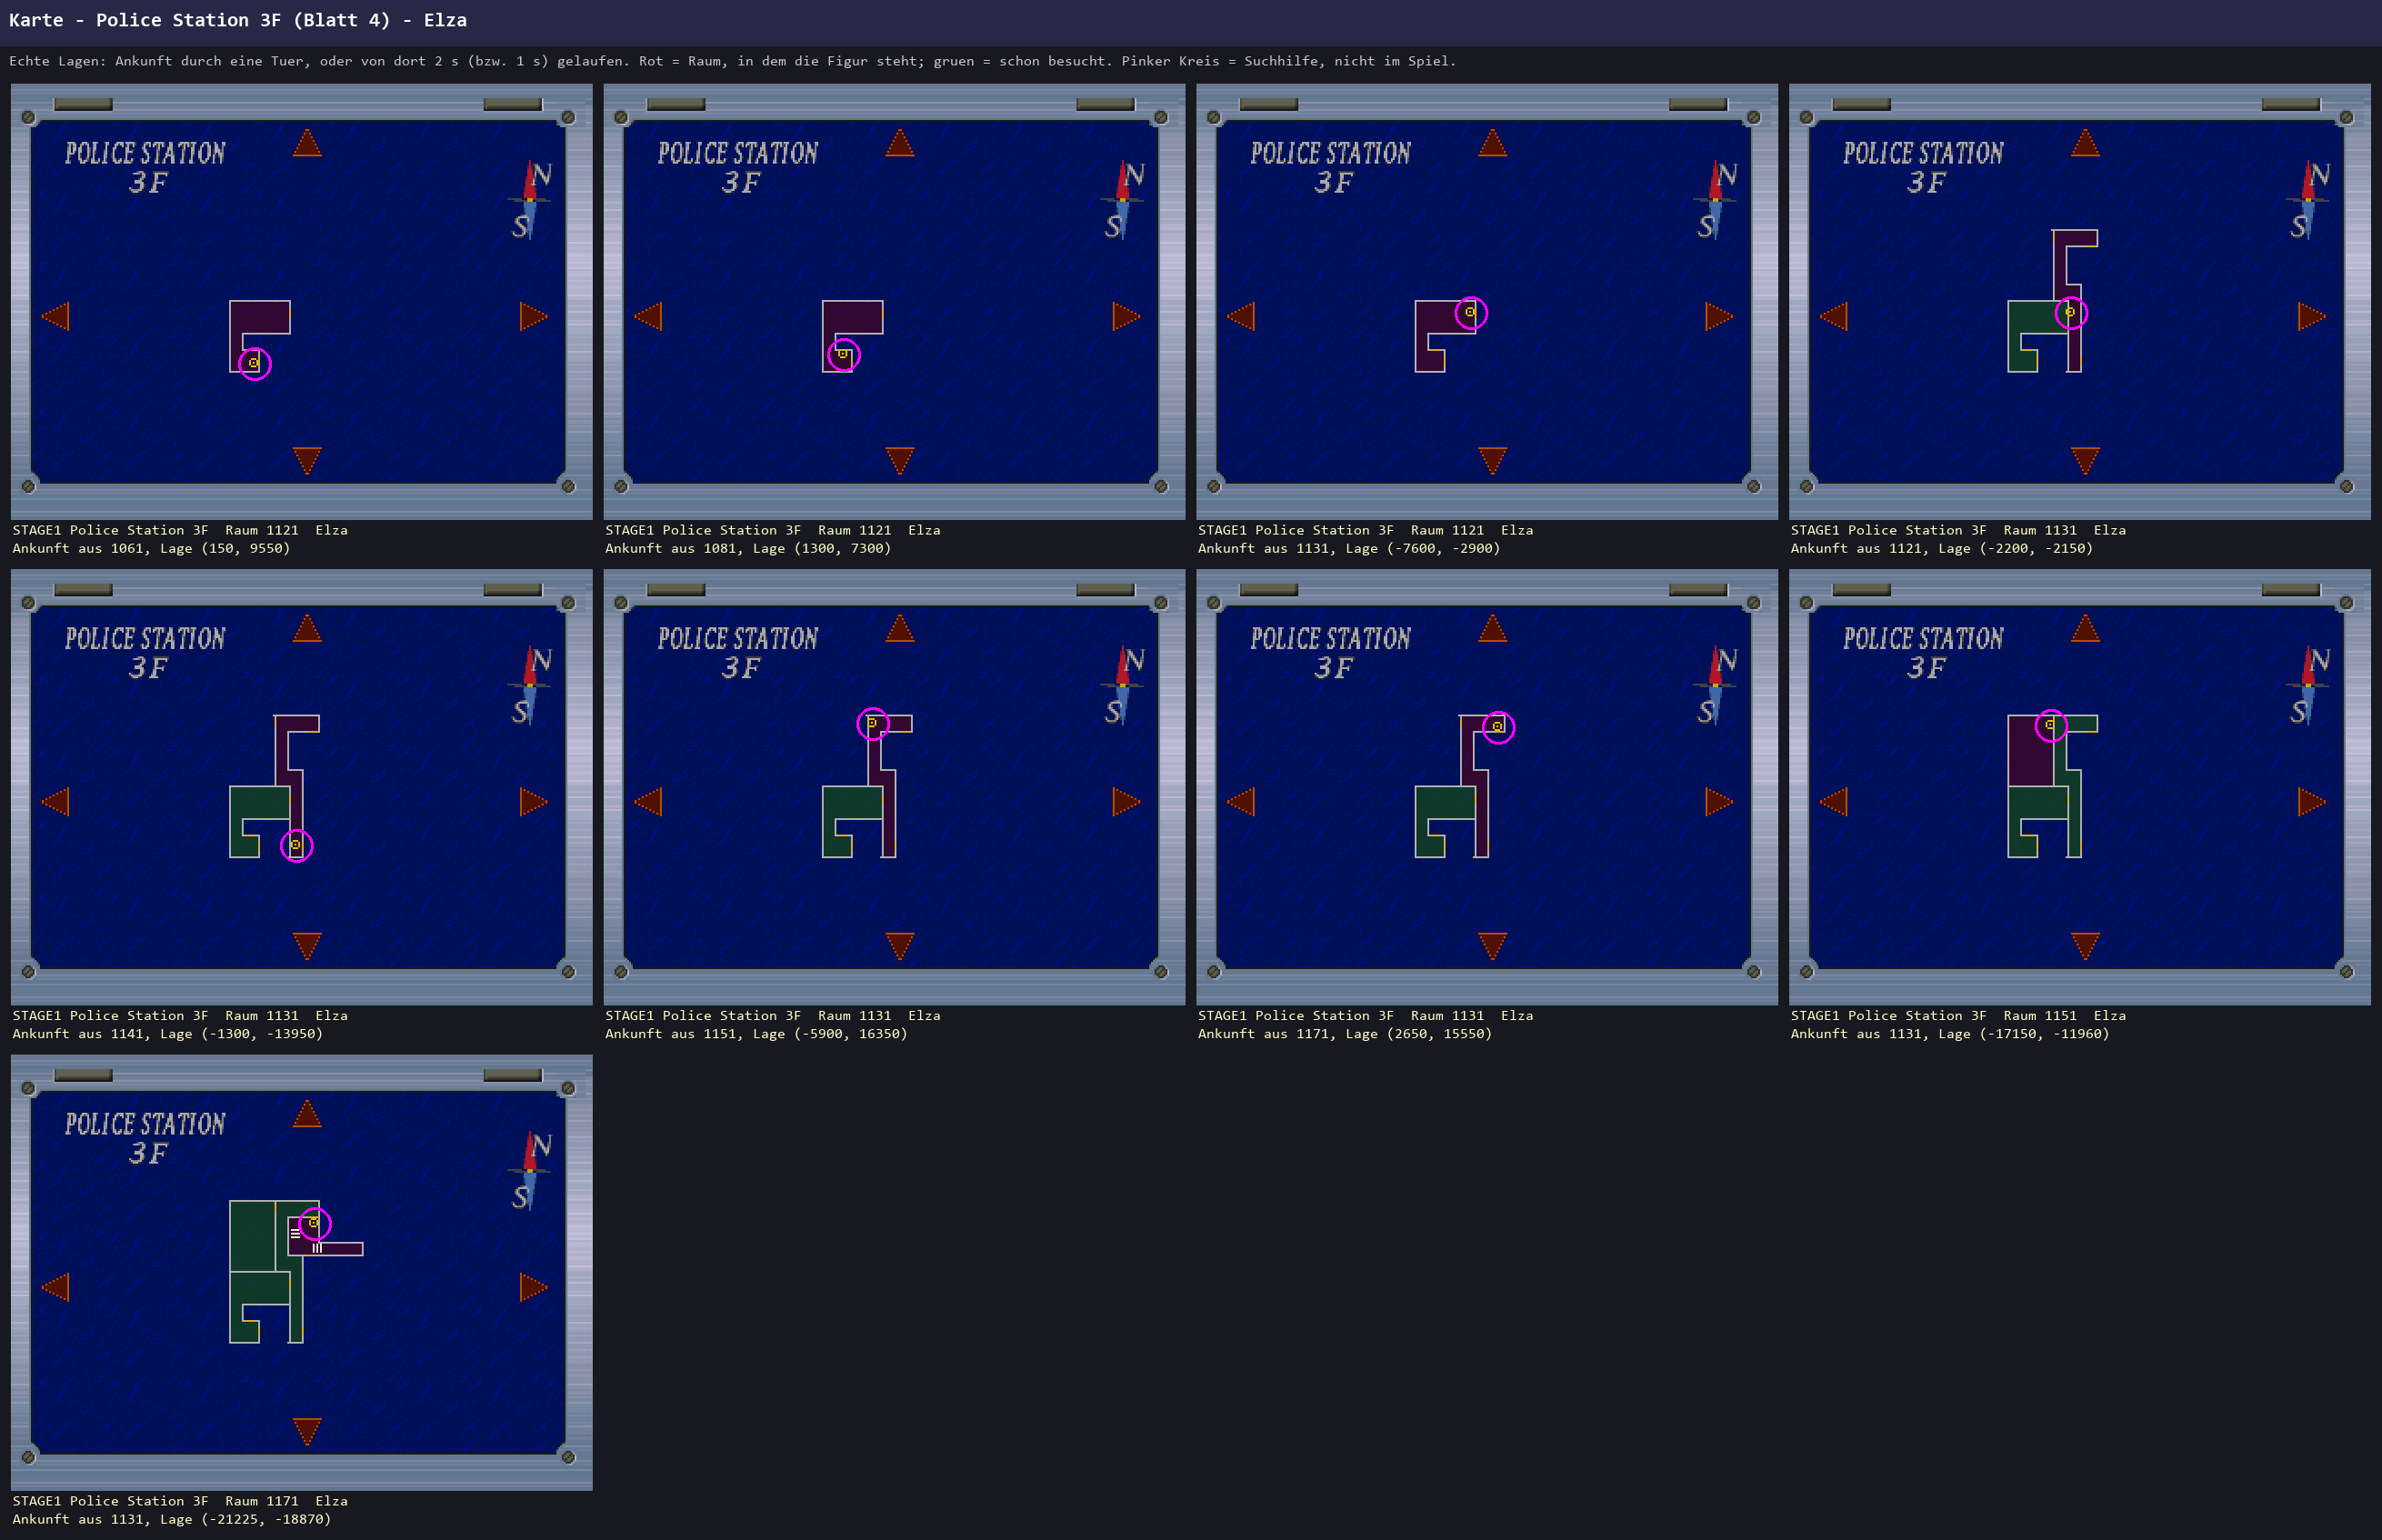 Karte - Police Station 3F (Blatt 4) - Elza
Echte Lagen: Ankunft durch eine Tuer, oder von dort 2 s (bzw. 1 s) gelaufen. Rot = Raum, in dem die Figur steht; gruen = schon besucht. Pinker Kreis = Suchhilfe, nicht im Spiel.
POLICE STATION
3F
N
S
STAGE1 Police Station 3F  Raum 1121  Elza
Ankunft aus 1061, Lage (150, 9550)
POLICE STATION
3F
N
S
STAGE1 Police Station 3F  Raum 1121  Elza
Ankunft aus 1081, Lage (1300, 7300)
POLICE STATION
3F
N
S
STAGE1 Police Station 3F  Raum 1121  Elza
Ankunft aus 1131, Lage (-7600, -2900)
POLICE STATION
3F
N
S
STAGE1 Police Station 3F  Raum 1131  Elza
Ankunft aus 1121, Lage (-2200, -2150)
POLICE STATION
3F
N
S
STAGE1 Police Station 3F  Raum 1131  Elza
Ankunft aus 1141, Lage (-1300, -13950)
POLICE STATION
3F
N
S
STAGE1 Police Station 3F  Raum 1131  Elza
Ankunft aus 1151, Lage (-5900, 16350)
POLICE STATION
3F
N
S
STAGE1 Police Station 3F  Raum 1131  Elza
Ankunft aus 1171, Lage (2650, 15550)
POLICE STATION
3F
N
S
STAGE1 Police Station 3F  Raum 1151  Elza
Ankunft aus 1131, Lage (-17150, -11960)
POLICE STATION
3F
N
S
STAGE1 Police Station 3F  Raum 1171  Elza
Ankunft aus 1131, Lage (-21225, -18870)